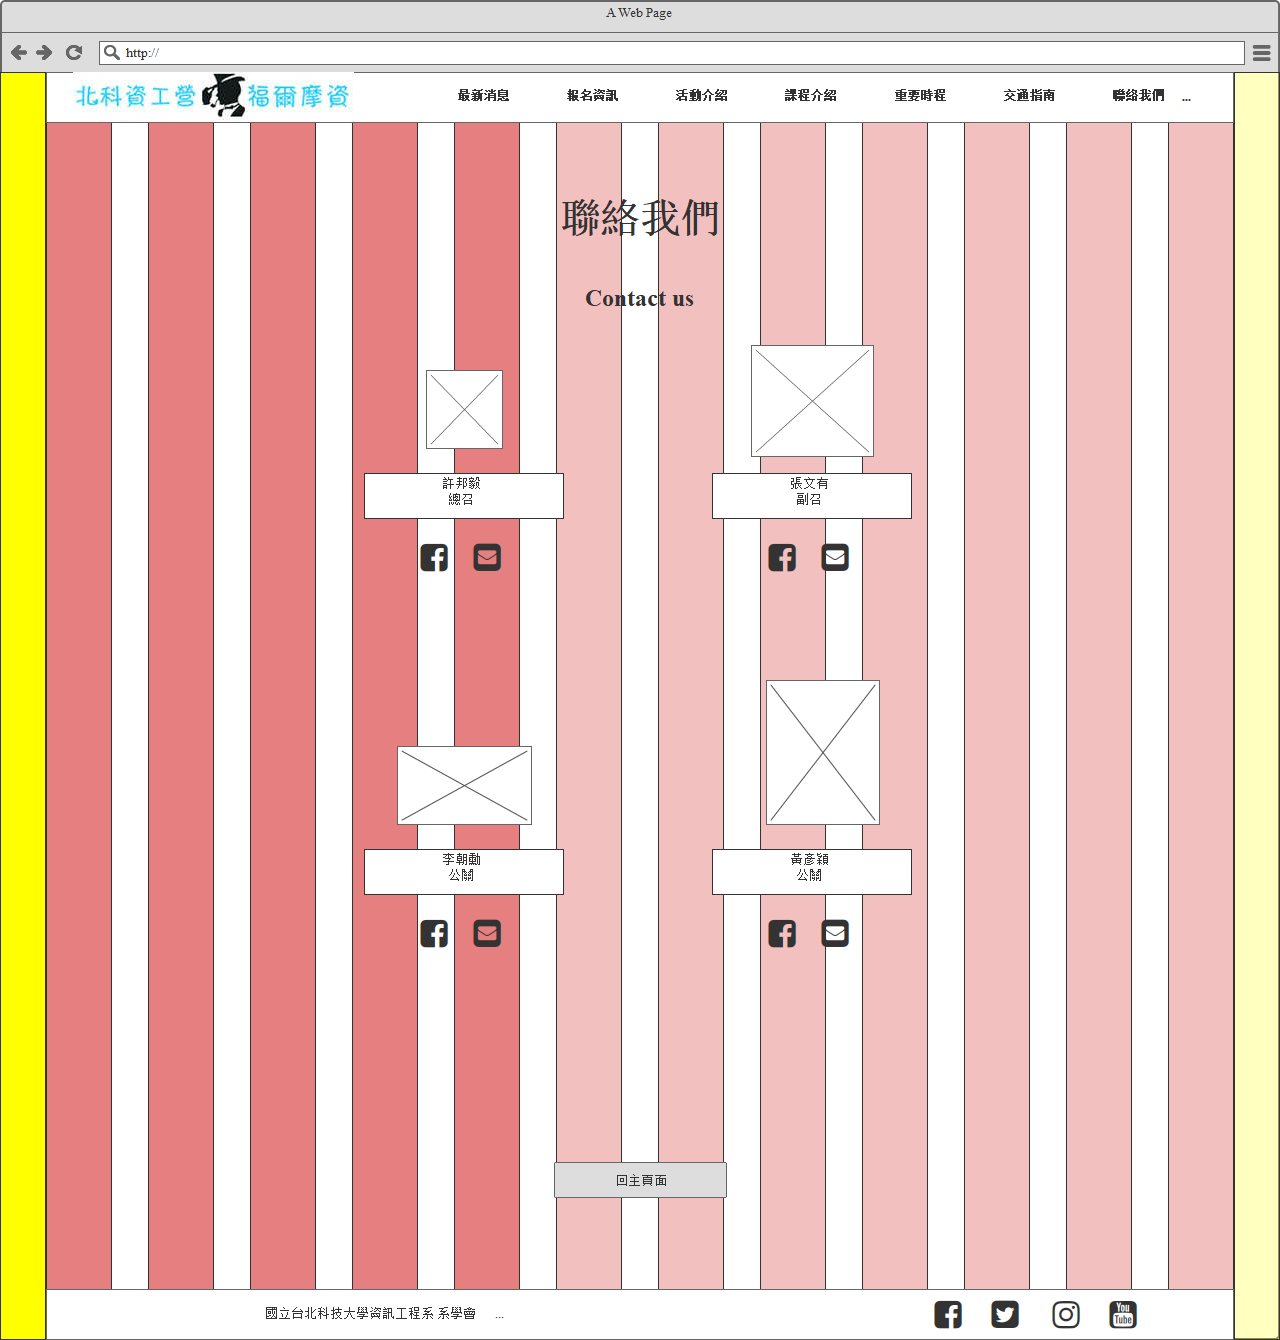 A Web Page
http://
北科資工營 福爾摩資
最新消息 報名資訊 活動介紹 課程介紹 重要時程 交通指南 聯絡我們 ...
聯絡我們
Contact us
許邦毅
總召
張文有
副召
李朝勳
公關
黃彥穎
公關
回主頁面
國立台北科技大學資訊工程系 系學會 ...
You
Tube